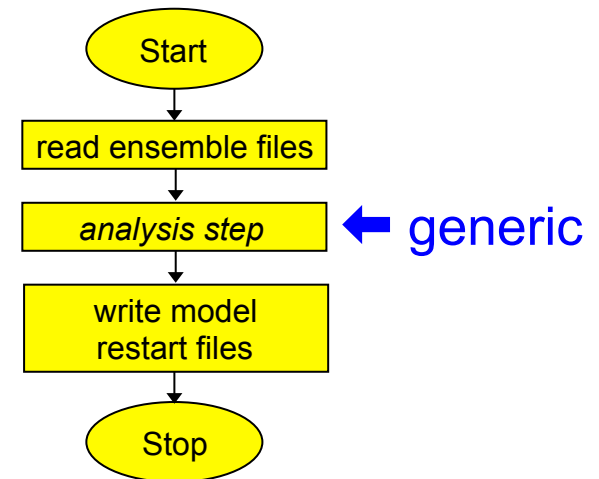 Start
read ensemble files
analysis step
generic
write model
restart files
Stop